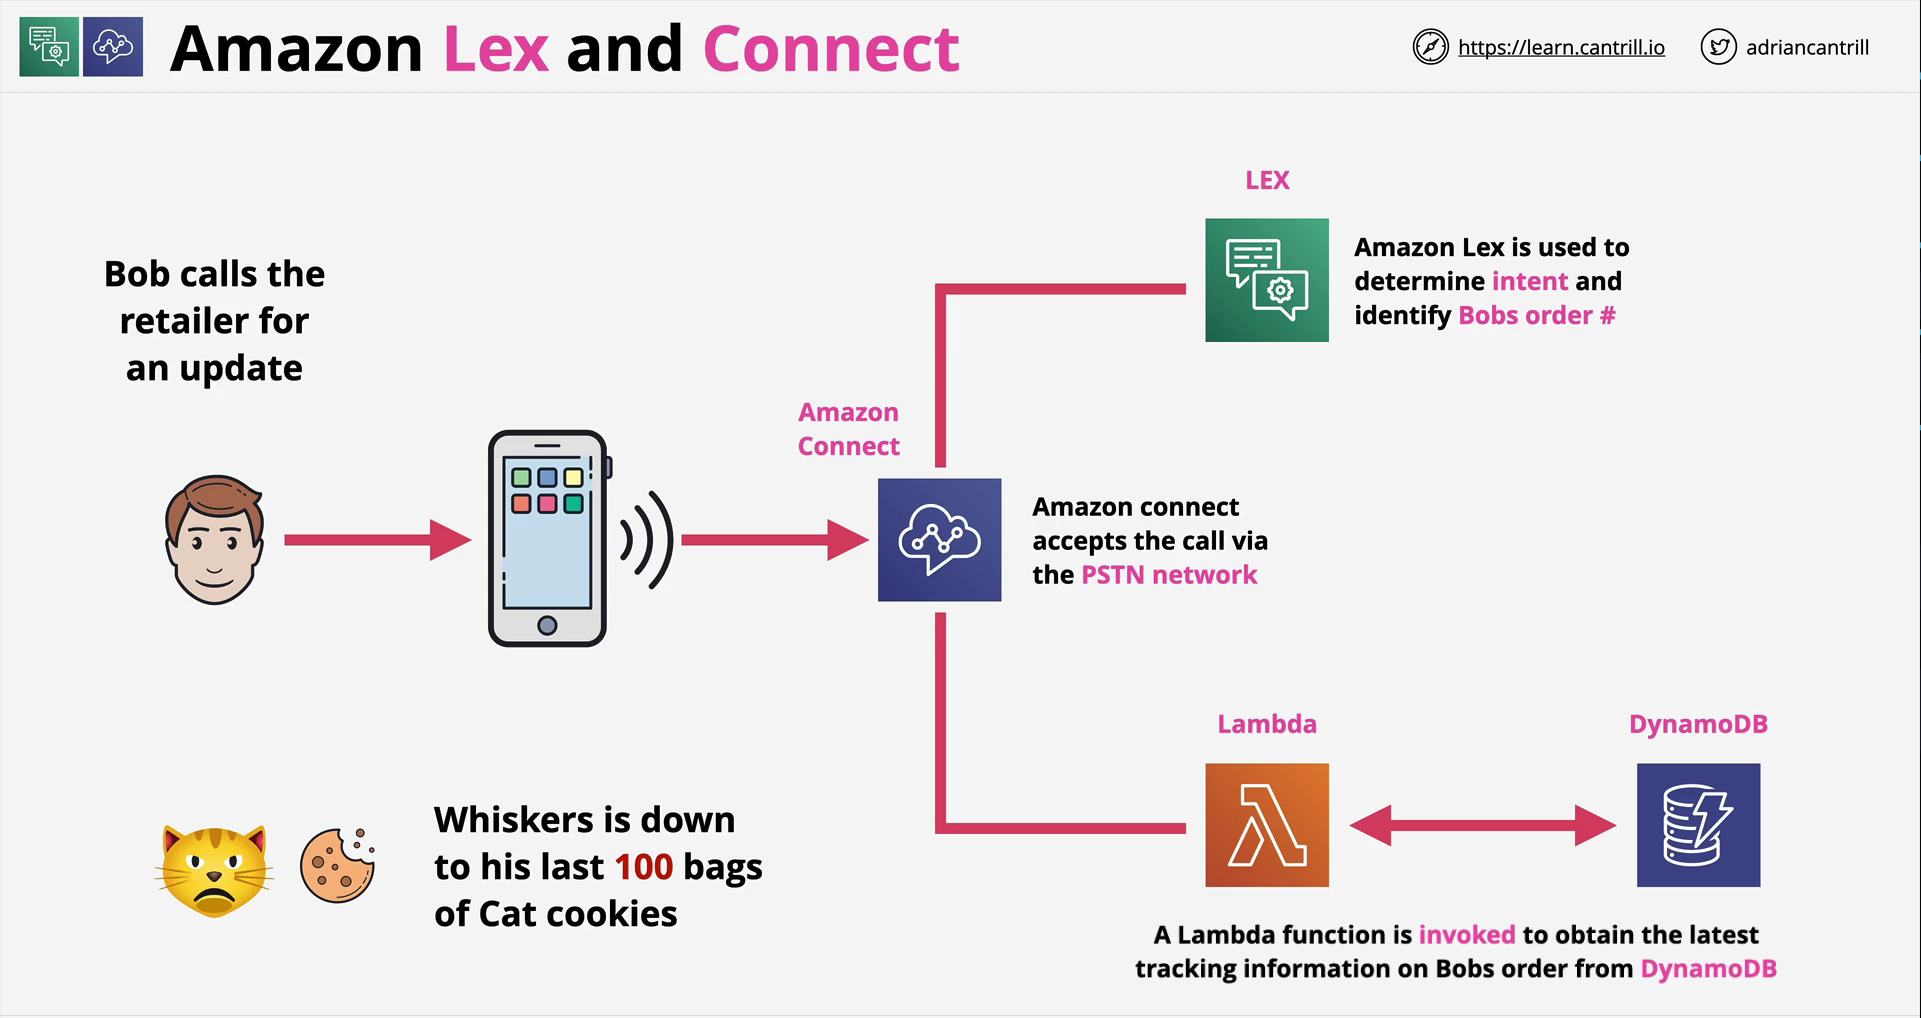 Amazon Lex and Connect
https://learn.cantrill.io
adriancantrill
Bob calls the
retailer for
an update
LEX
Amazon Lex is used to
determine intent and
identify Bobs order #
Amazon
Connect
Amazon connect
accepts the call via
the PSTN network
Whiskers is down
to his last 100 bags
of Cat cookies
Lambda
DynamoDB
A Lambda function is invoked to obtain the latest
tracking information on Bobs order from DynamoDB